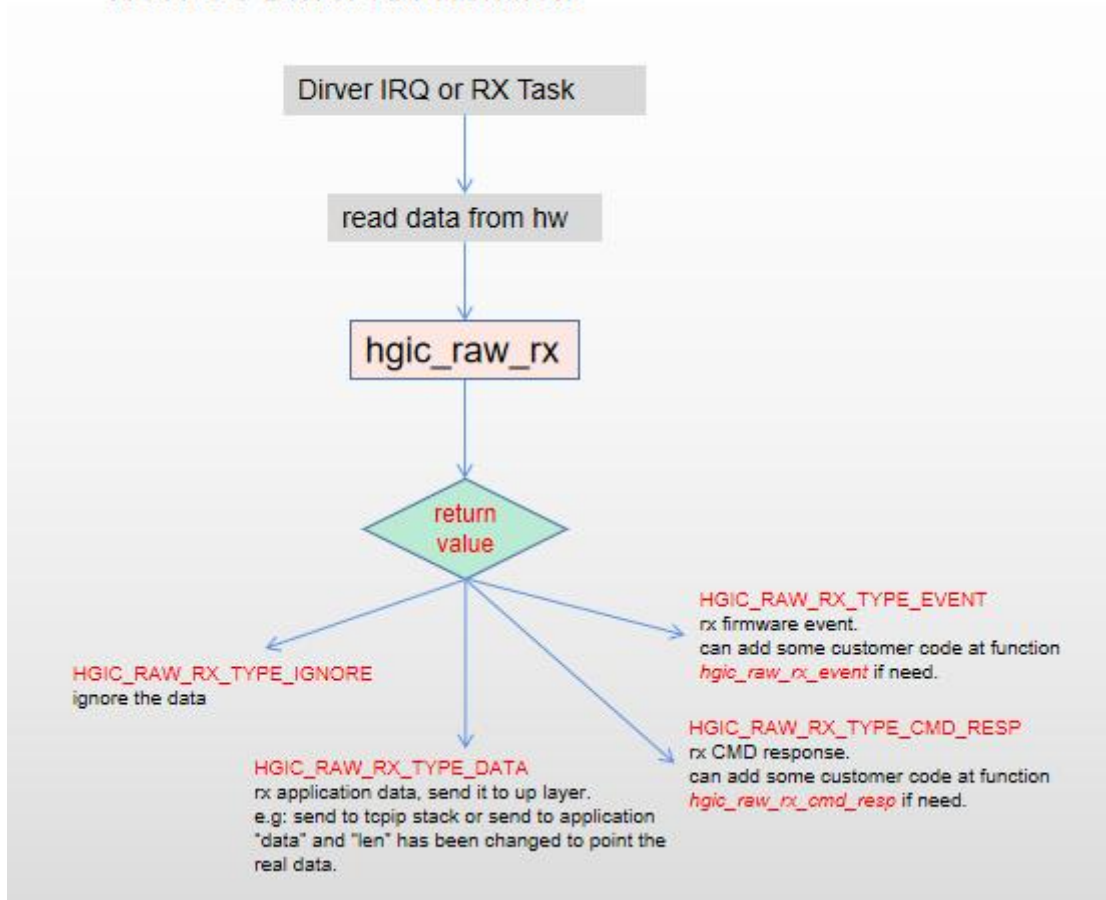 Dirver IRQ or RX Task
read data from hw
hgic_raw_rx
return
value
HGIC_RAW_RX_TYPE_IGNORE
ignore the data
HGIC_RAW_RX_TYPE_DATA
rx application data, send it to up layer.
e.g: send to tcpip stack or send to application
"data" and "len" has been changed to point the
real data.
HGIC_RAW_RX_TYPE_EVENT
rx firmware event.
can add some customer code at function
hgic_raw_rx_event if need.
HGIC_RAW_RX_TYPE_CMD_RESP
rx CMD response.
can add some customer code at function
hgic_raw_rx_cmd_resp if need.